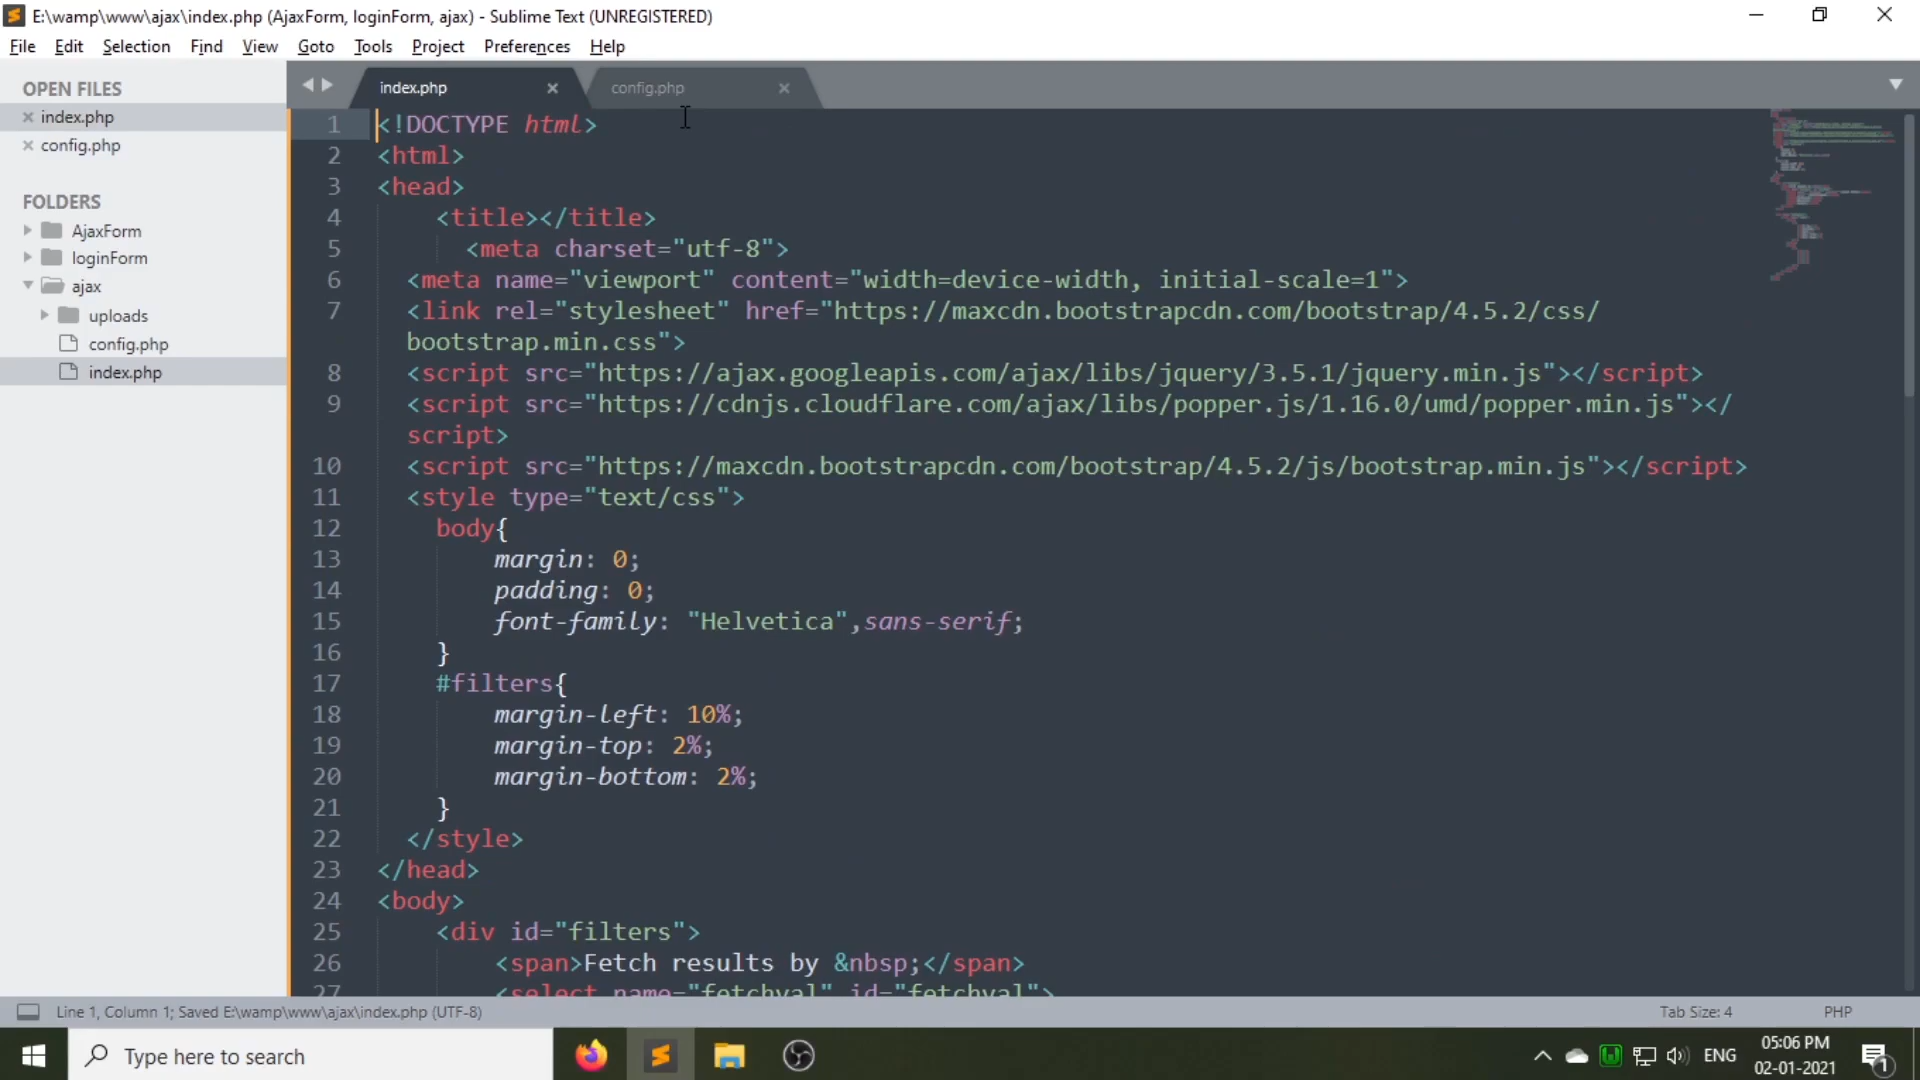 E:\wamp\www\ajax\index.php (AjaxForm, loginForm, ajax) - Sublime Text (UNREGISTERED)
File Edit Selection Find View Goto Tools Project Preferences Help
OPEN FILES
index.php
config.php
FOLDERS
AjaxForm
loginForm
ajax
uploads
config.php
index.php
index.php config.php
1 <!DOCTYPE html>
2 <html>
3 <head>
4 <title></title>
5 <meta charset="utf-8">
6 <meta name="viewport" content="width=device-width, initial-scale=1">
7 <link rel="stylesheet" href="https://maxcdn.bootstrapcdn.com/bootstrap/4.5.2/css/
bootstrap.min.css">
8 <script src="https://ajax.googleapis.com/ajax/libs/jquery/3.5.1/jquery.min.js"></script>
9 <script src="https://cdnjs.cloudflare.com/ajax/libs/popper.js/1.16.0/umd/popper.min.js"></
script>
10 <script src="https://maxcdn.bootstrapcdn.com/bootstrap/4.5.2/js/bootstrap.min.js"></script>
11 <style type="text/css">
12 body{
13 margin: 0;
14 padding: 0;
15 font-family: "Helvetica",sans-serif;
16 }
17 #filters{
18 margin-left: 10%;
19 margin-top: 2%;
20 margin-bottom: 2%;
21 }
22 </style>
23 </head>
24 <body>
25 <div id="filters">
26 <span>Fetch results by &nbsp;</span>
27 <select name="fetchval" id="fetchval">
Line 1, Column 1; Saved E:\wamp\www\ajax\index.php (UTF-8) Tab Size: 4 PHP
Type here to search
ENG
05:06 PM
02-01-2021
1